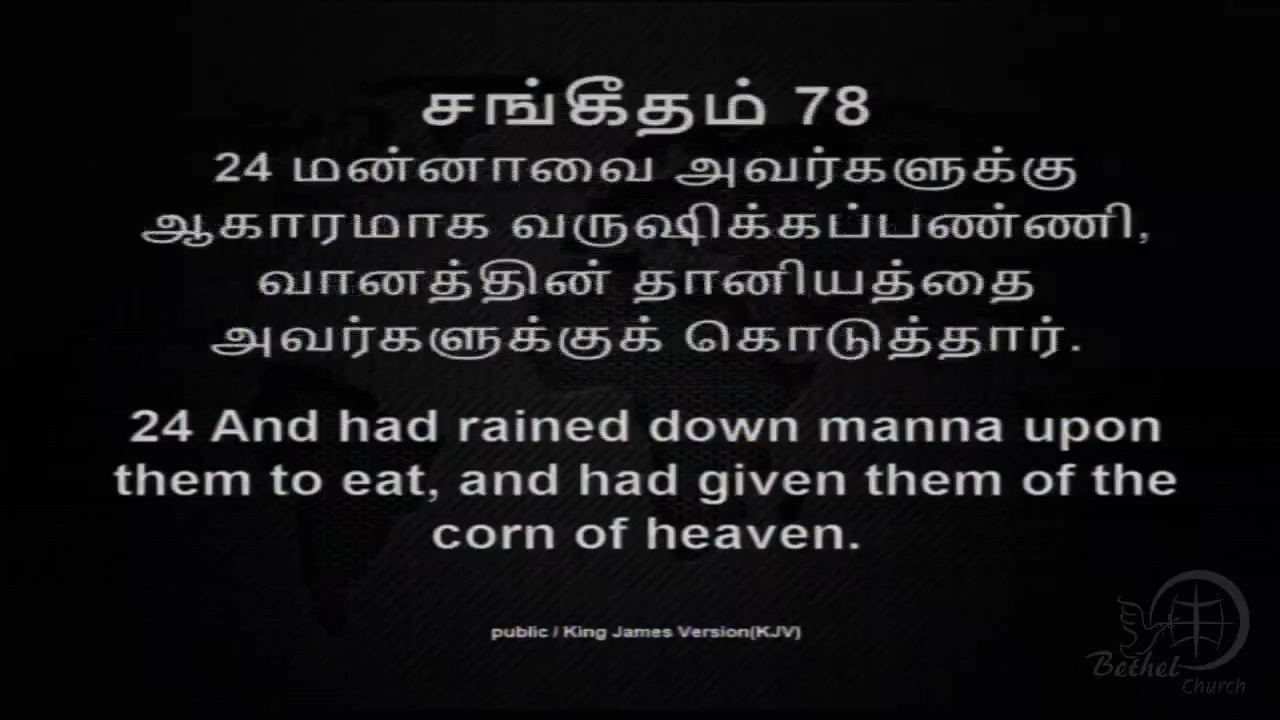 சங்கீதம் 78
24 மன்னாவை அவர்களுக்கு
ஆகாரமாக வருஷிக்கப்பண்ணி,
வானத்தின் தானியத்தை
அவர்களுக்குக் கொடுத்தார்.
24 And had rained down manna upon
them to eat, and had given them of the
corn of heaven.
public / King James Version(KJV)
Bethel
Church